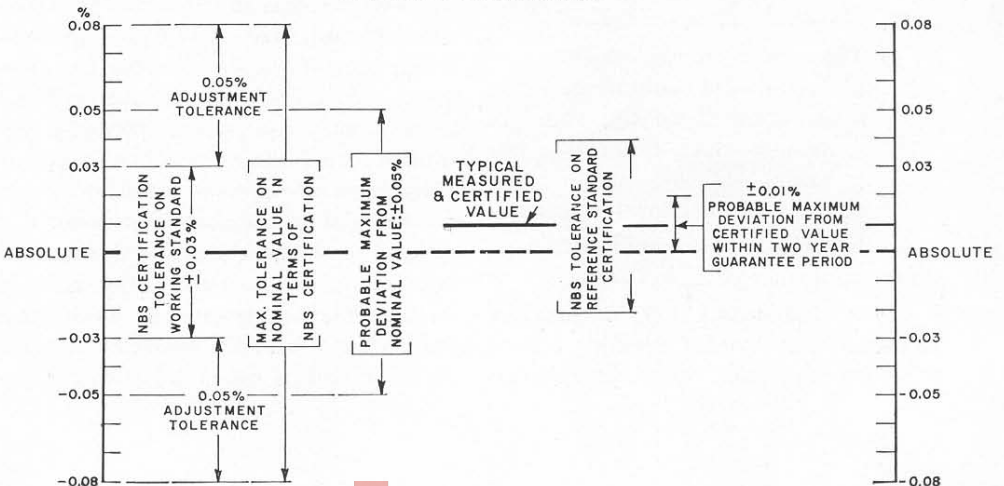 %
0.08
0.05
0.03
ABSOLUTE
-0.03
-0.05
-0.08
0.05%
ADJUSTMENT
TOLERANCE
NBS CERTIFICATION
TOLERANCE ON
WORKING STANDARD
±0.03%
0.05%
ADJUSTMENT
TOLERANCE
MAX. TOLERANCE ON
NOMINAL VALUE IN
TERMS OF
NBS CERTIFICATION
PROBABLE MAXIMUM
DEVIATION FROM
NOMINAL VALUE:±0.05%
TYPICAL
MEASURED
& CERTIFIED
VALUE
NBS TOLERANCE ON
REFERENCE STANDARD
CERTIFICATION
±0.01%
PROBABLE MAXIMUM
DEVIATION FROM
CERTIFIED VALUE
WITHIN TWO YEAR
GUARANTEE PERIOD
0.08
0.05
0.03
ABSOLUTE
-0.03
-0.05
-0.08